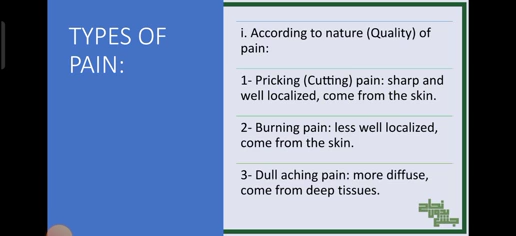 TYPES OF
PAIN:
i. According to nature (Quality) of
pain:
1- Pricking (Cutting) pain: sharp and
well localized, come from the skin.
2- Burning pain: less well localized,
come from the skin.
3- Dull aching pain: more diffuse,
come from deep tissues.